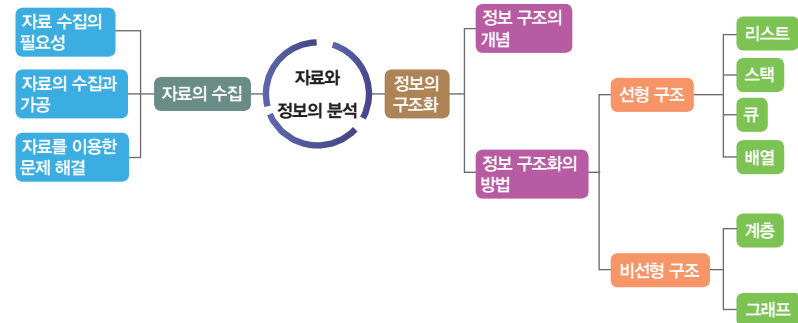 자료 수집의
필요성
자료의 수집과
가공
자료를 이용한
문제 해결
자료의 수집
자료와
정보의 분석
정보의
구조화
정보 구조의
개념
정보 구조화의
방법
선형 구조
리스트
스택
큐
배열
비선형 구조
계층
그래프